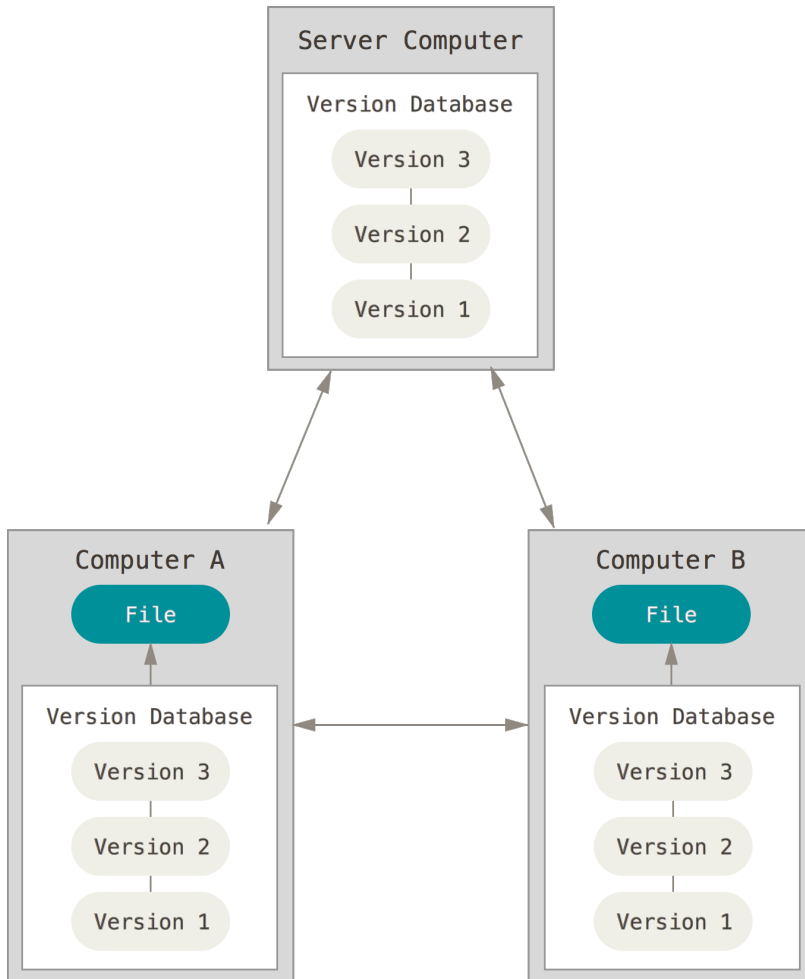 Server Computer
Version Database
Version 3
Version 2
Version 1
Computer A
File
Version Database
Version 3
Version 2
Version 1
Computer B
File
Version Database
Version 3
Version 2
Version 1